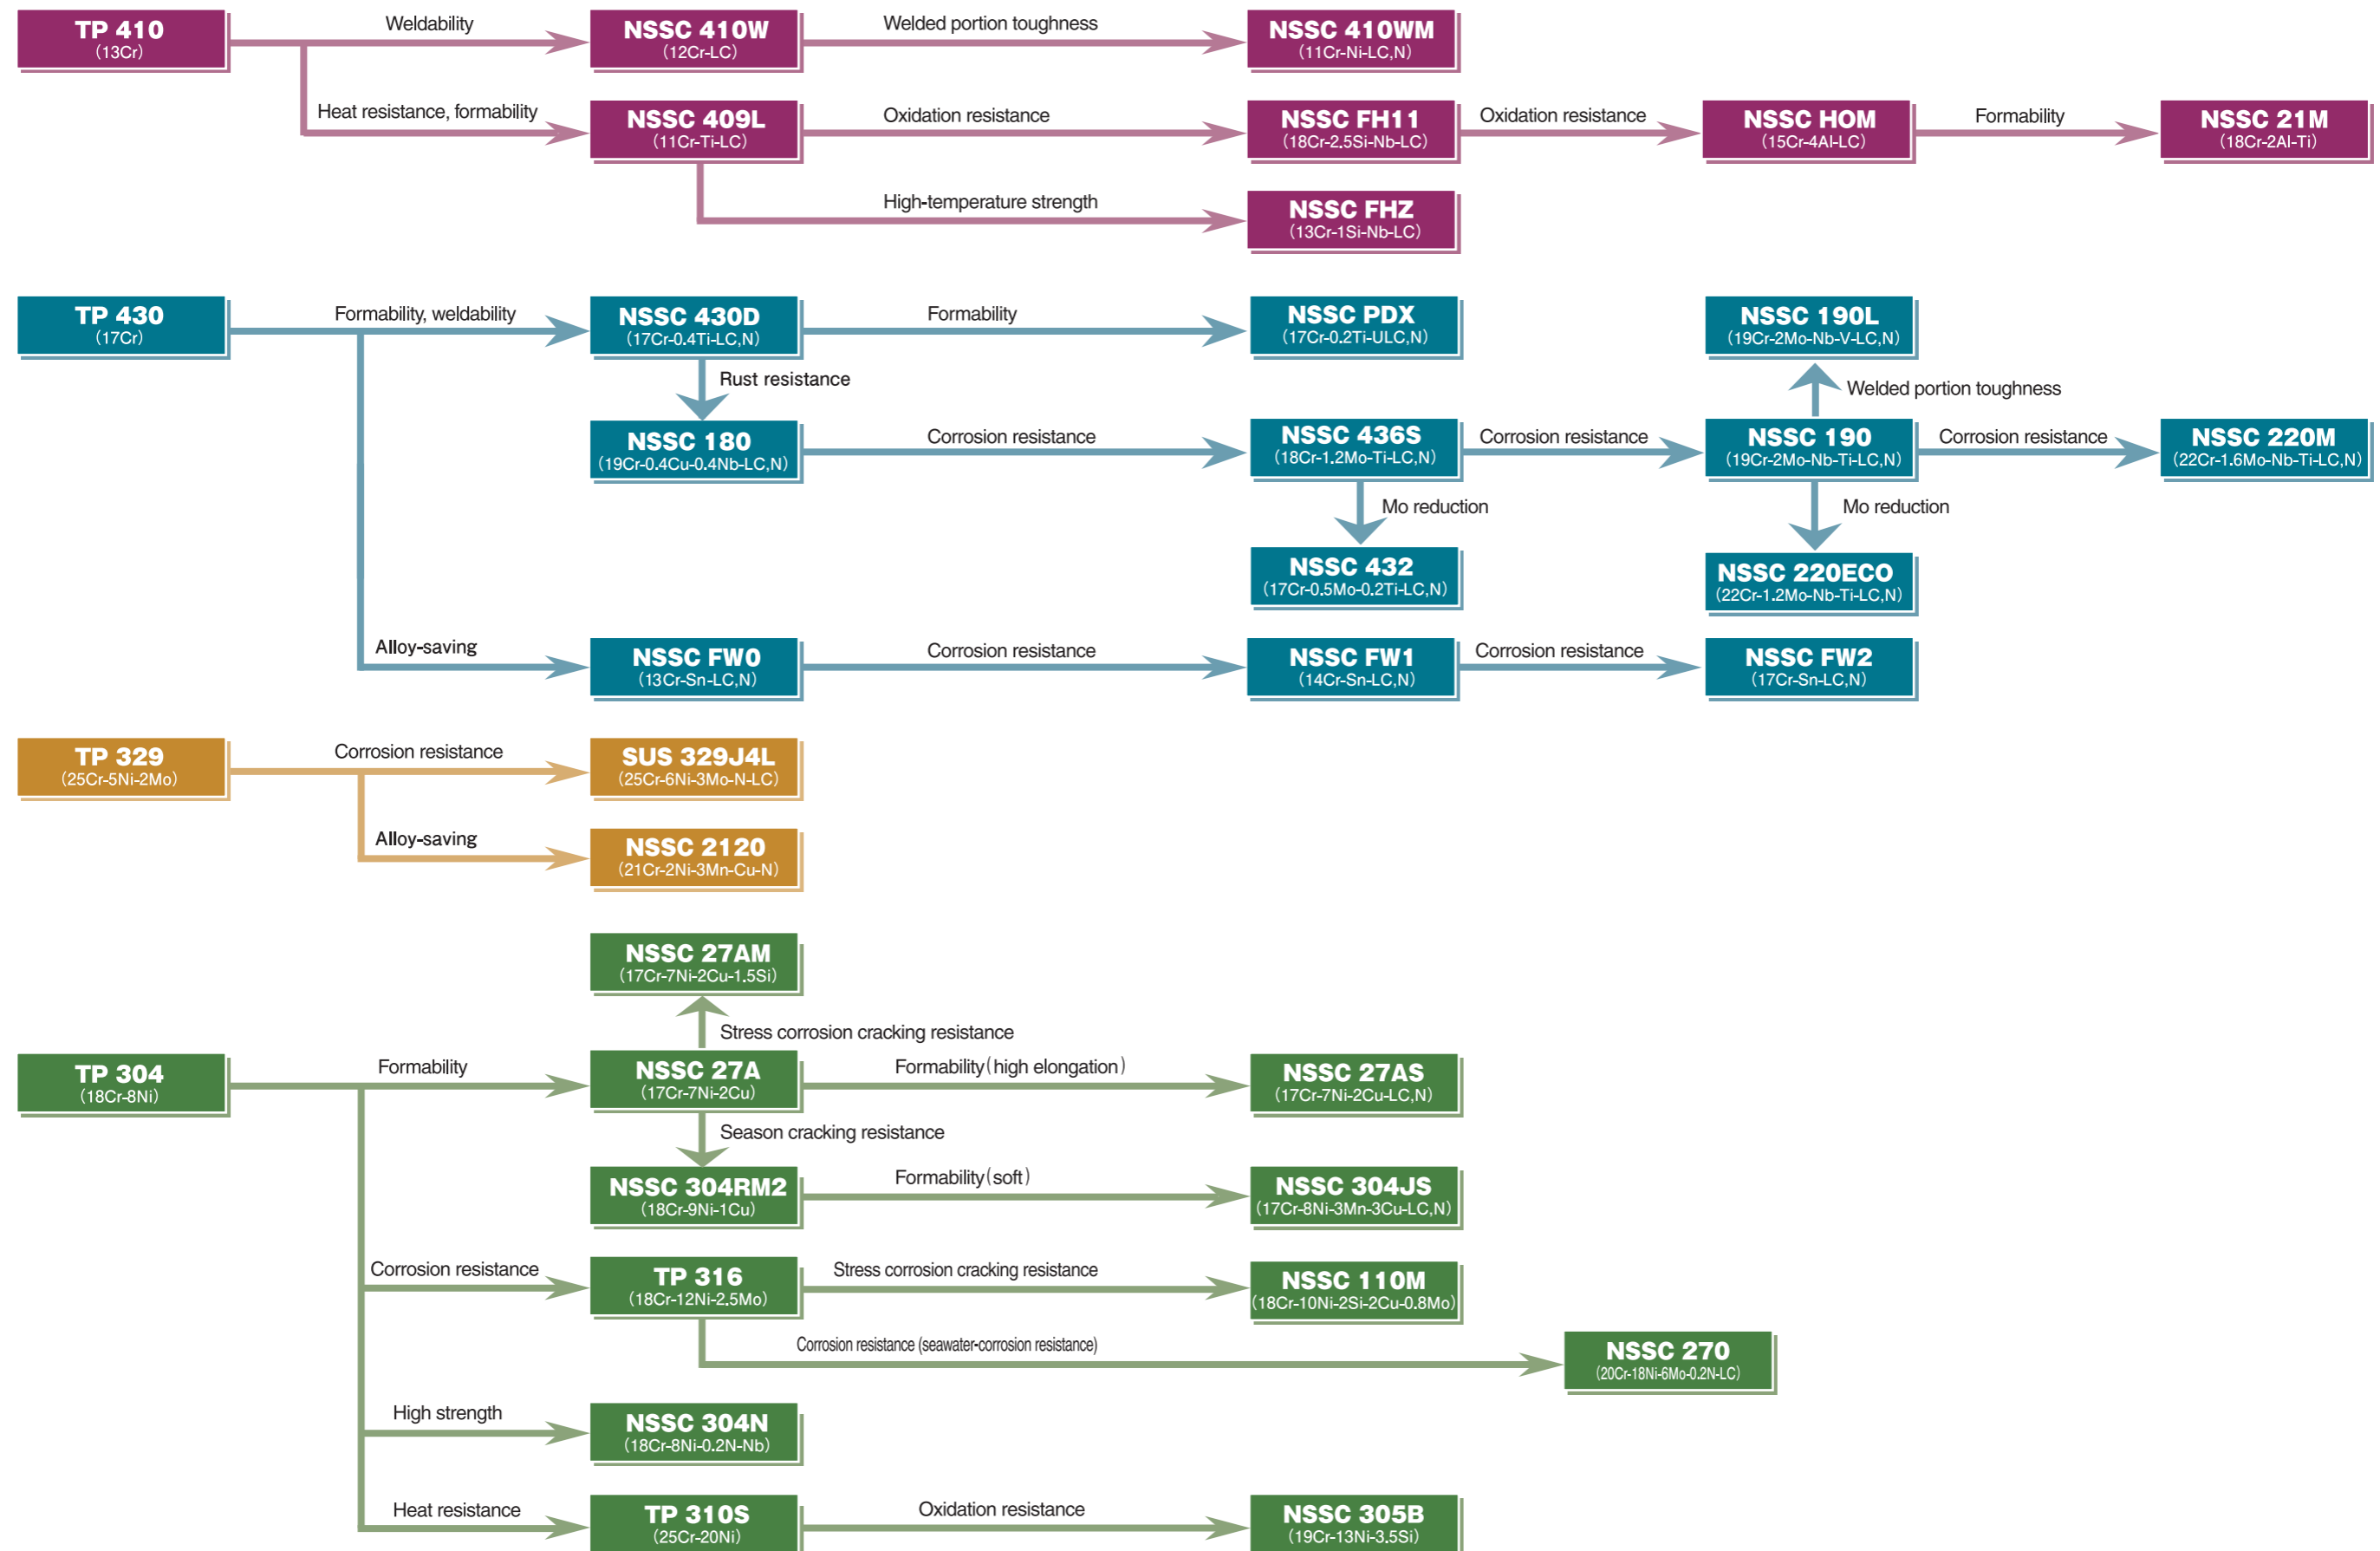 TP 410
(13Cr)
Weldability
NSSC 410W
(12Cr-LC)
Welded portion toughness
NSSC 410WM
(11Cr-Ni-LC,N)
Heat resistance, formability
NSSC 409L
(11Cr-Ti-LC)
Oxidation resistance
NSSC FH11
(18Cr-2.5Si-Nb-LC)
Oxidation resistance
NSSC HOM
(15Cr-4Al-LC)
Formability
NSSC 21M
(18Cr-2Al-Ti)
High-temperature strength
NSSC FHZ
(13Cr-1Si-Nb-LC)
TP 430
(17Cr)
Formability, weldability
NSSC 430D
(17Cr-0.4Ti-LC,N)
Formability
NSSC PDX
(17Cr-0.2Ti-ULC,N)
NSSC 190L
(19Cr-2Mo-Nb-V-LC,N)
Rust resistance
Welded portion toughness
NSSC 180
(19Cr-0.4Cu-0.4Nb-LC,N)
Corrosion resistance
NSSC 436S
(18Cr-1.2Mo-Ti-LC,N)
Corrosion resistance
NSSC 190
(19Cr-2Mo-Nb-Ti-LC,N)
Corrosion resistance
NSSC 220M
(22Cr-1.6Mo-Nb-Ti-LC,N)
Mo reduction
Mo reduction
NSSC 432
(17Cr-0.5Mo-0.2Ti-LC,N)
NSSC 220ECO
(22Cr-1.2Mo-Nb-Ti-LC,N)
Alloy-saving
NSSC FW0
(13Cr-Sn-LC,N)
Corrosion resistance
NSSC FW1
(14Cr-Sn-LC,N)
Corrosion resistance
NSSC FW2
(17Cr-Sn-LC,N)
TP 329
(25Cr-5Ni-2Mo)
Corrosion resistance
SUS 329J4L
(25Cr-6Ni-3Mo-N-LC)
Alloy-saving
NSSC 2120
(21Cr-2Ni-3Mn-Cu-N)
NSSC 27AM
(17Cr-7Ni-2Cu-1.5Si)
Stress corrosion cracking resistance
TP 304
(18Cr-8Ni)
Formability
NSSC 27A
(17Cr-7Ni-2Cu)
Formability(high elongation)
NSSC 27AS
(17Cr-7Ni-2Cu-LC,N)
Season cracking resistance
NSSC 304RM2
(18Cr-9Ni-1Cu)
Formability(soft)
NSSC 304JS
(17Cr-8Ni-3Mn-3Cu-LC,N)
Corrosion resistance
TP 316
(18Cr-12Ni-2.5Mo)
Stress corrosion cracking resistance
NSSC 110M
(18Cr-10Ni-2Si-2Cu-0.8Mo)
Corrosion resistance (seawater-corrosion resistance)
NSSC 270
(20Cr-18Ni-6Mo-0.2N-LC)
High strength
NSSC 304N
(18Cr-8Ni-0.2N-Nb)
Heat resistance
TP 310S
(25Cr-20Ni)
Oxidation resistance
NSSC 305B
(19Cr-13Ni-3.5Si)